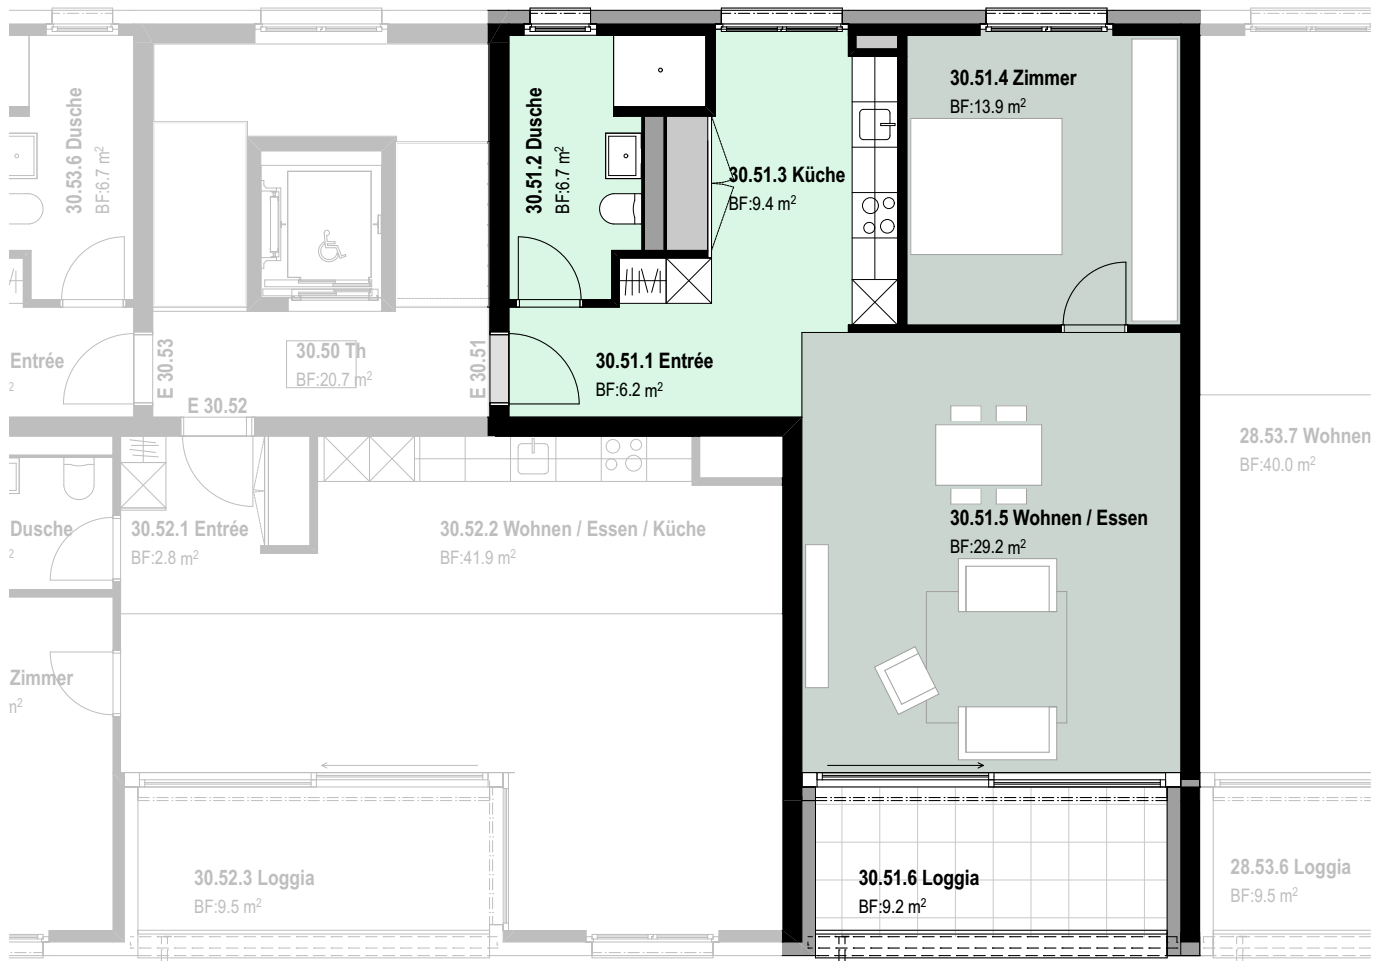 30.53.6 Dusche
BF:6.7 m²
30.51.2 Dusche
BF:6.7 m²
30.51.3 Küche
BF:9.4 m²
30.51.4 Zimmer
BF:13.9 m²
Entrée
²
E 30.53
30.50 Th
BF:20.7 m²
E 30.51
E 30.52
30.51.1 Entrée
BF:6.2 m²
28.53.7 Wohnen
BF:40.0 m²
Dusche
²
30.52.1 Entrée
BF:2.8 m²
30.52.2 Wohnen / Essen / Küche
BF:41.9 m²
30.51.5 Wohnen / Essen
BF:29.2 m²
Zimmer
m²
30.52.3 Loggia
BF:9.5 m²
30.51.6 Loggia
BF:9.2 m²
28.53.6 Loggia
BF:9.5 m²